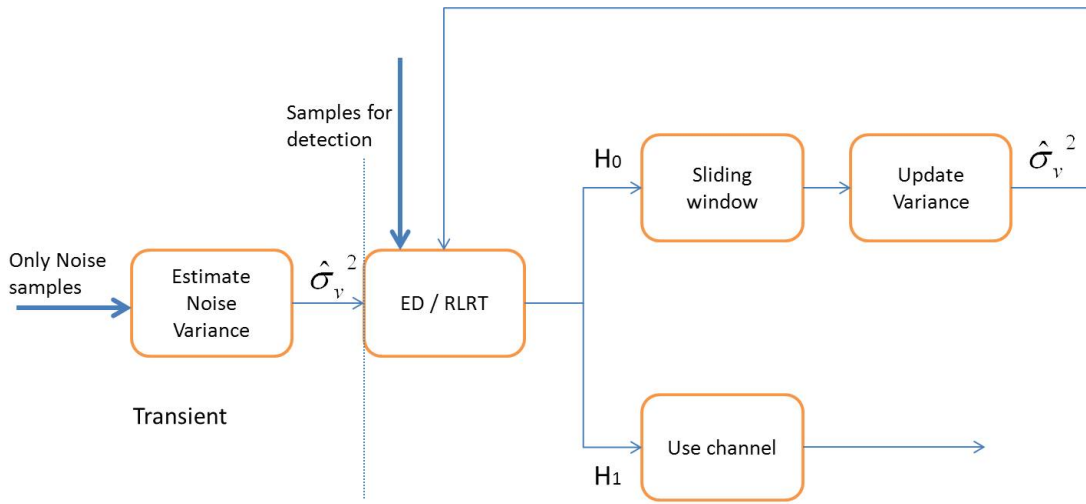 Samples for
detection
H₀
Sliding
window
Update
Variance
σ̂ᵥ²
Only Noise
samples
Estimate
Noise
Variance
σ̂ᵥ²
ED / RLRT
Transient
H₁
Use channel